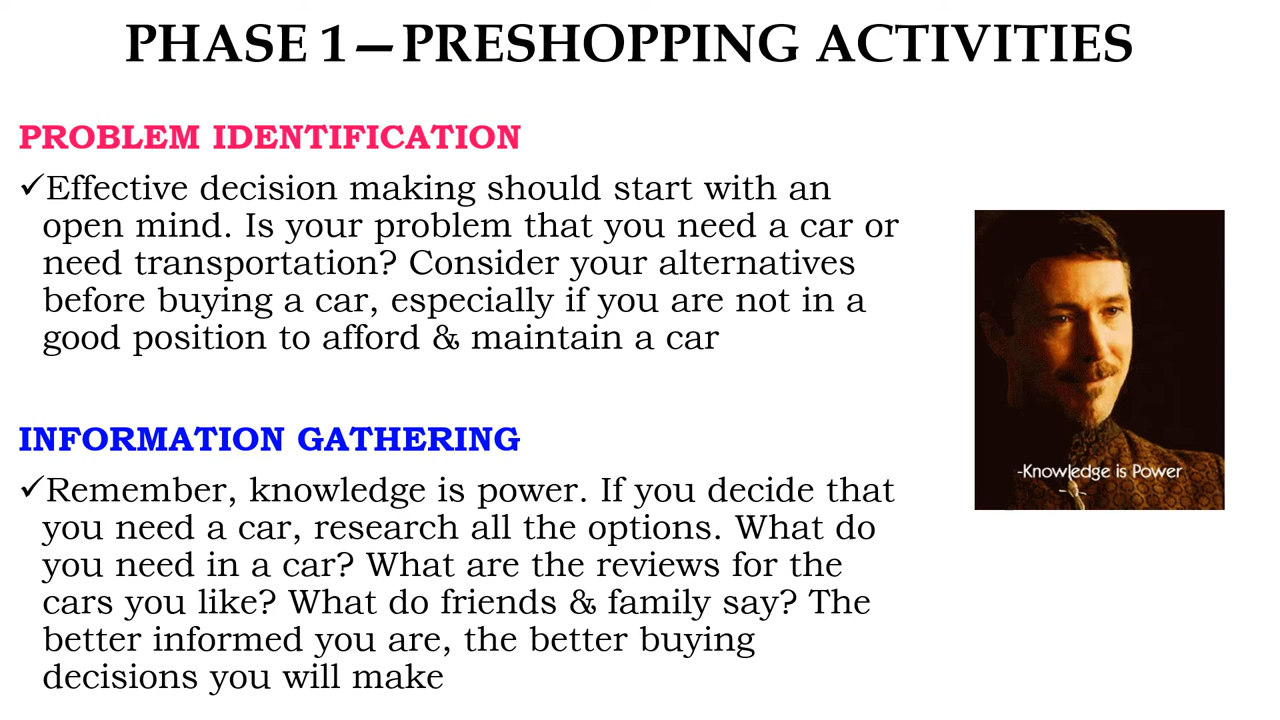 PHASE 1—PRESHOPPING ACTIVITIES
PROBLEM IDENTIFICATION
✓Effective decision making should start with an
open mind. Is your problem that you need a car or
need transportation? Consider your alternatives
before buying a car, especially if you are not in a
good position to afford & maintain a car
INFORMATION GATHERING
✓Remember, knowledge is power. If you decide that
you need a car, research all the options. What do
you need in a car? What are the reviews for the
cars you like? What do friends & family say? The
better informed you are, the better buying
decisions you will make
-Knowledge is Power